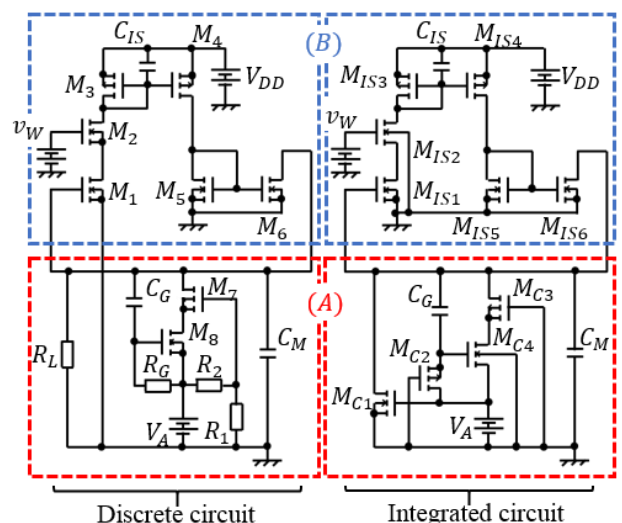 C_IS M_4 (B) C_IS M_IS4
M_3 V_DD M_IS3 V_DD
v_W M_2 v_W M_IS2
M_1 M_5 M_6 M_IS1 M_IS5 M_IS6
(A)
C_G M_7 C_G M_C3
M_8 C_M M_C2 M_C4 C_M
R_L R_G R_2 M_C1
V_A R_1 V_A
Discrete circuit Integrated circuit